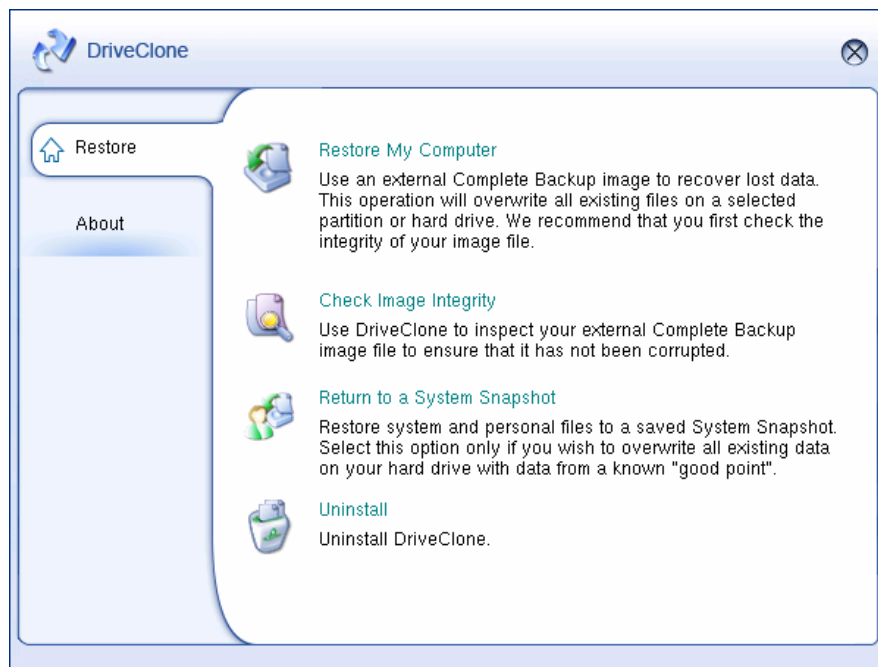 DriveClone
Restore
About
Restore My Computer
Use an external Complete Backup image to recover lost data.
This operation will overwrite all existing files on a selected
partition or hard drive. We recommend that you first check the
integrity of your image file.
Check Image Integrity
Use DriveClone to inspect your external Complete Backup
image file to ensure that it has not been corrupted.
Return to a System Snapshot
Restore system and personal files to a saved System Snapshot.
Select this option only if you wish to overwrite all existing data
on your hard drive with data from a known "good point".
Uninstall
Uninstall DriveClone.